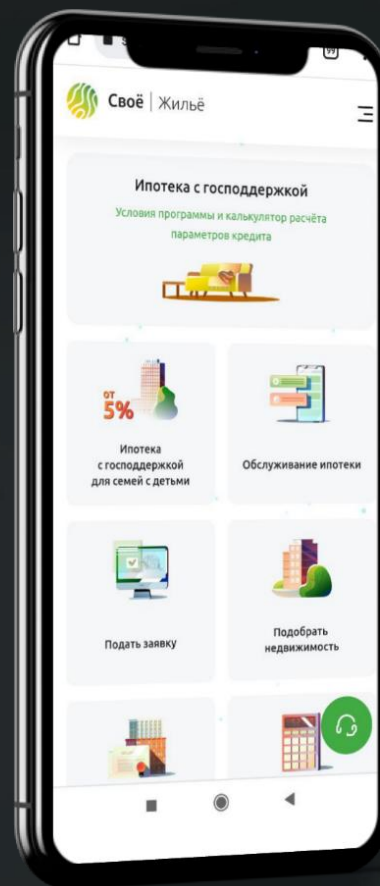 Своё | Жильё
Ипотека с господдержкой
Условия программы и калькулятор расчёта
параметров кредита
от
5%
Ипотека
с господдержкой
для семей с детьми
Обслуживание ипотеки
Подать заявку
Подобрать
недвижимость